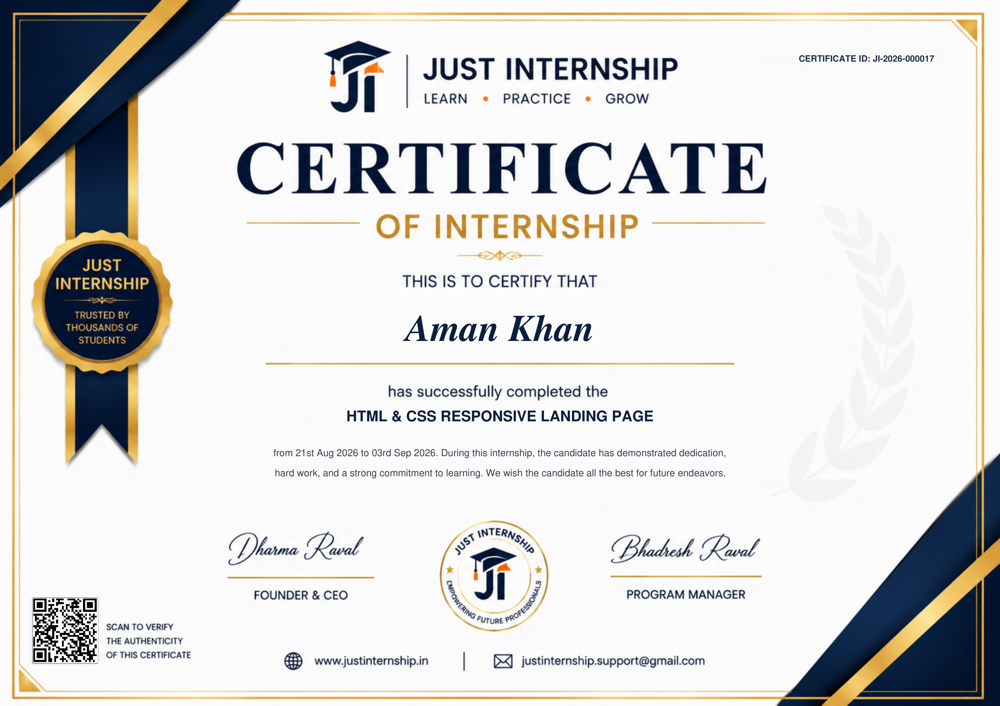 CERTIFICATE ID: JI-2026-000017
JI
JUST INTERNSHIP
LEARN • PRACTICE • GROW
CERTIFICATE
OF INTERNSHIP
THIS IS TO CERTIFY THAT
Aman Khan
has successfully completed the
HTML & CSS RESPONSIVE LANDING PAGE
from 21st Aug 2026 to 03rd Sep 2026. During this internship, the candidate has demonstrated dedication,
hard work, and a strong commitment to learning. We wish the candidate all the best for future endeavors.
JUST
INTERNSHIP
TRUSTED BY
THOUSANDS OF
STUDENTS
Dharma Raval
FOUNDER & CEO
JUST INTERNSHIP
JI
EMPOWERING FUTURE PROFESSIONALS
Bhadresh Raval
PROGRAM MANAGER
SCAN TO VERIFY
THE AUTHENTICITY
OF THIS CERTIFICATE
www.justinternship.in | justinternship.support@gmail.com